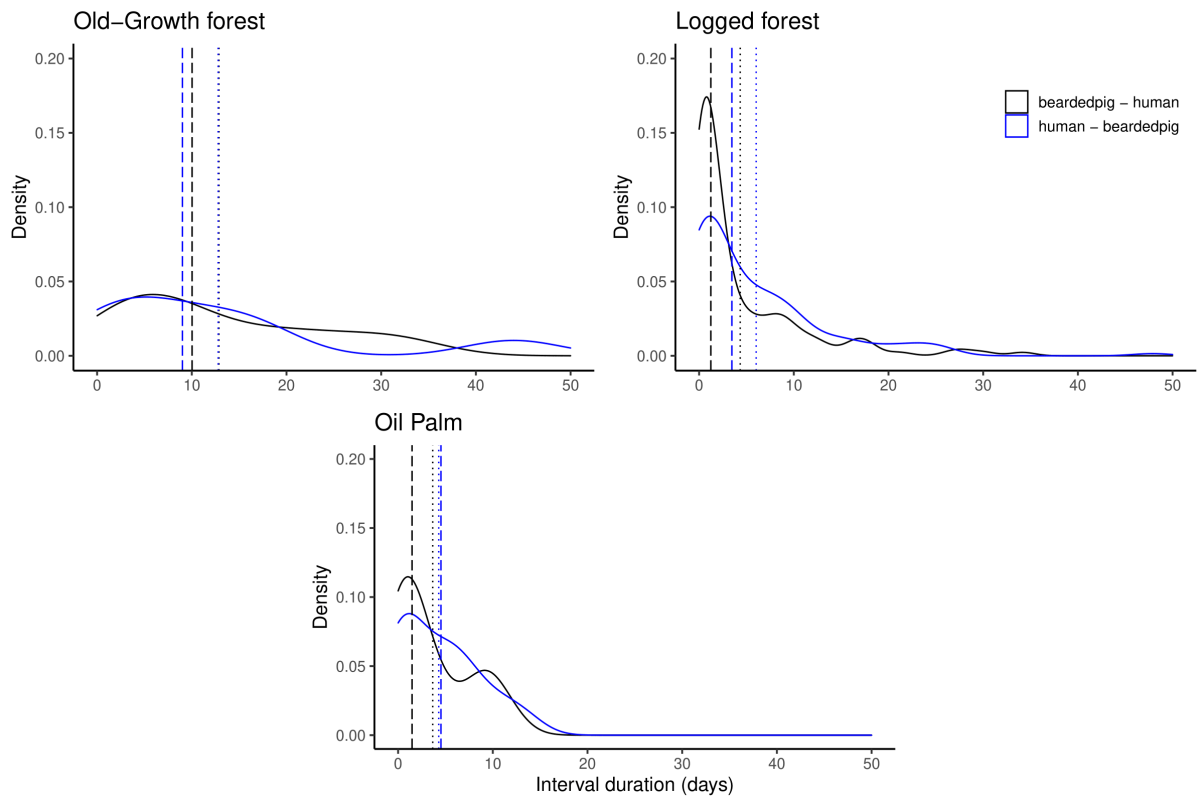 Old−Growth forest
Density
0.20
0.15
0.10
0.05
0.00
0 10 20 30 40 50
Logged forest
Density
0.20
0.15
0.10
0.05
0.00
0 10 20 30 40 50
beardedpig − human
human − beardedpig
Oil Palm
Density
0.20
0.15
0.10
0.05
0.00
0 10 20 30 40 50
Interval duration (days)